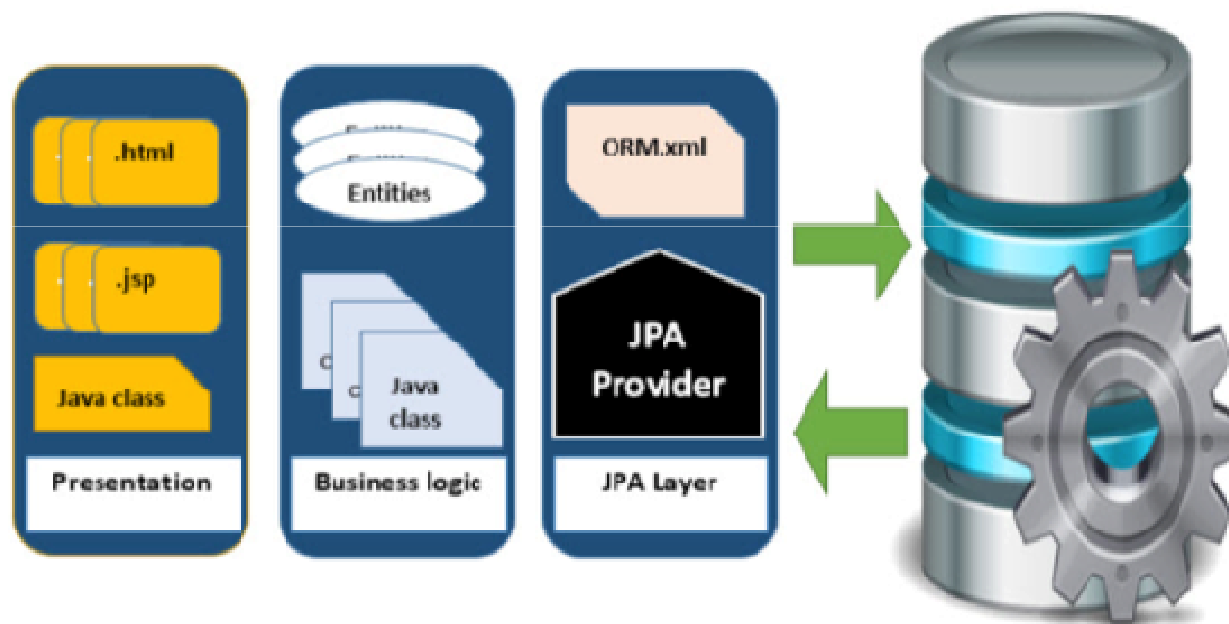 .html
.jsp
Java class
Presentation
Entities
Java
class
Business logic
ORM.xml
JPA
Provider
JPA Layer